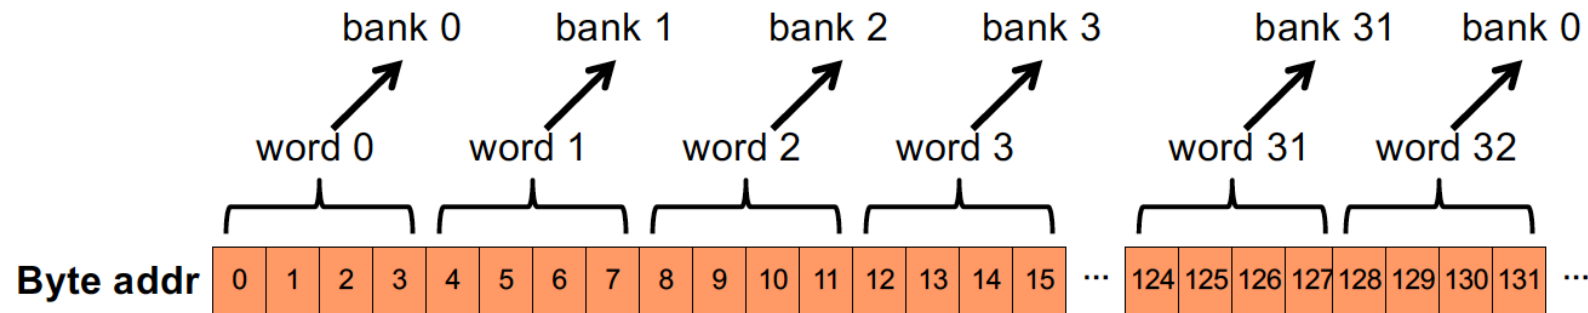 bank 0 bank 1 bank 2 bank 3 bank 31 bank 0
word 0 word 1 word 2 word 3 word 31 word 32
Byte addr 0 1 2 3 4 5 6 7 8 9 10 11 12 13 14 15 ... 124 125 126 127 128 129 130 131 ...